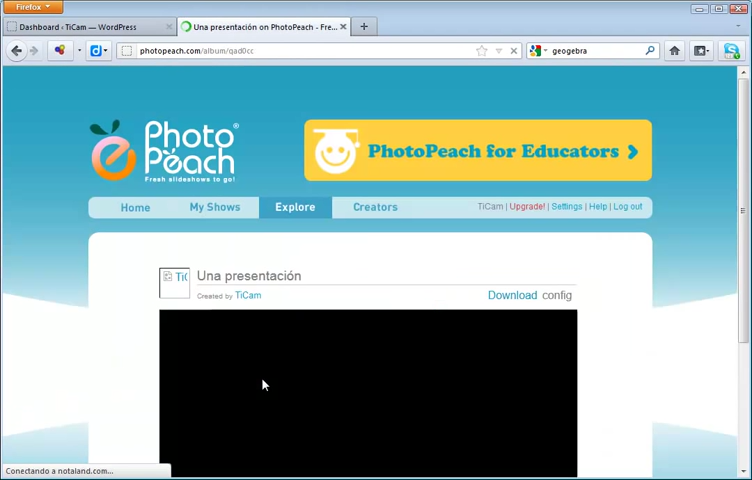 Firefox
Dashboard ‹ TiCam — WordPress
Una presentación on PhotoPeach - Fre...
photopeach.com/album/qad0cc
geogebra
Photo
Peach®
Fresh slideshows to go!
PhotoPeach for Educators
Home
My Shows
Explore
Creators
TiCam | Upgrade! | Settings | Help | Log out
TiC
Una presentación
Created by TiCam
Download config
Conectando a notaland.com...